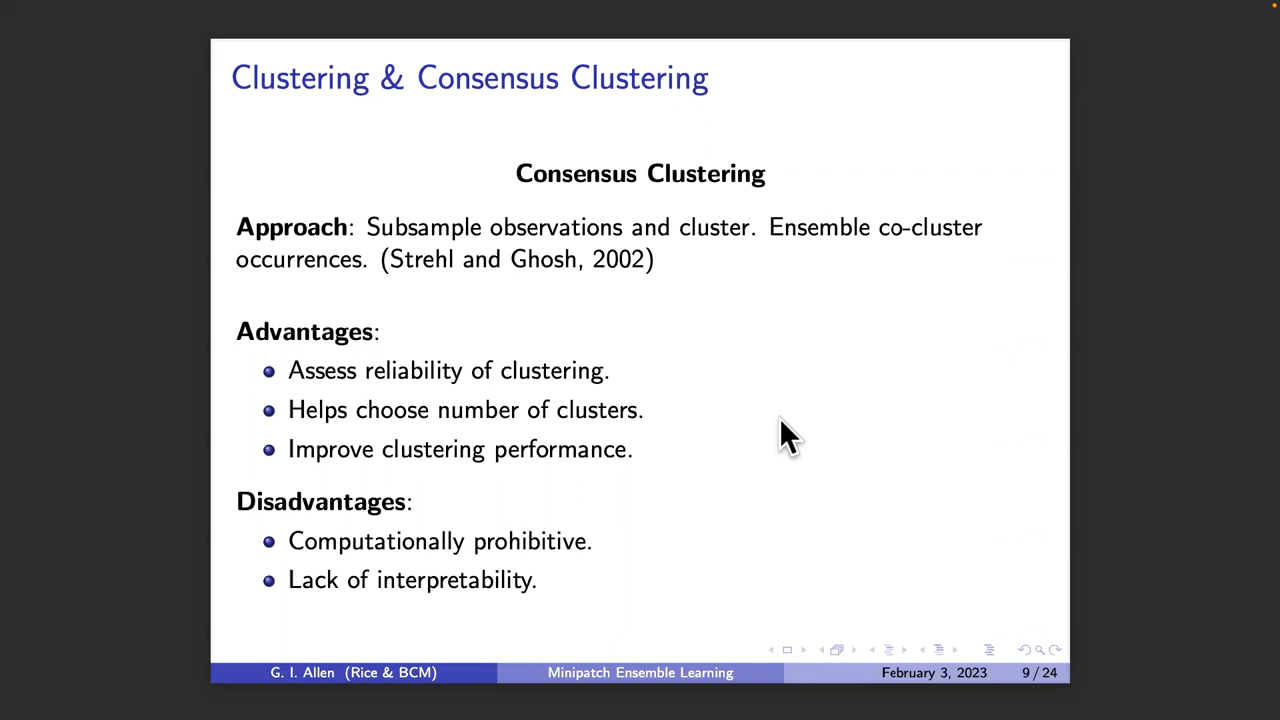 Clustering & Consensus Clustering
Consensus Clustering
Approach: Subsample observations and cluster. Ensemble co-cluster
occurrences. (Strehl and Ghosh, 2002)
Advantages:
Assess reliability of clustering.
Helps choose number of clusters.
Improve clustering performance.
Disadvantages:
Computationally prohibitive.
Lack of interpretability.
G. I. Allen (Rice & BCM) Minipatch Ensemble Learning February 3, 2023 9 / 24